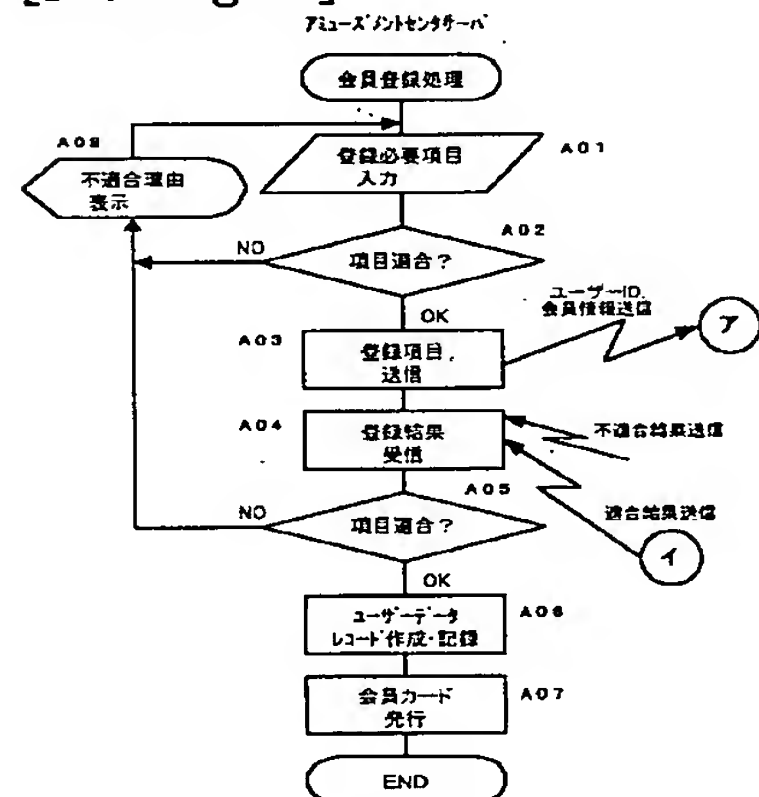 アミューズメントセンタサーバ
会員登録処理
A01
登録必要項目
入力
不適合理由
表示
A02
項目適合？
NO
OK
A03
登録項目
送信
ユーザーID,
会員情報送信
ア
A04
登録結果
受信
不適合結果送信
適合結果送信
イ
A05
項目適合？
NO
OK
A06
ユーザーデータ
レコード作成・記録
A07
会員カード
発行
END